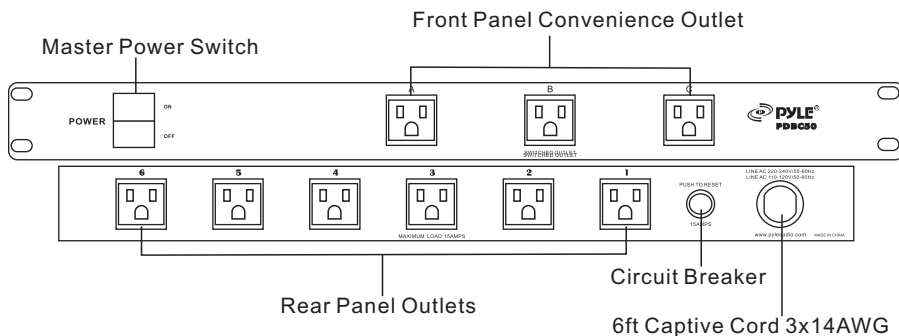 Front Panel Convenience Outlet
Master Power Switch
A
B
C
ON
POWER
OFF
PYLE®
PDBC50
SWITCHED OUTLET
SWITCHED OUTLET
6
5
4
3
2
1
PUSH TO RESET
LINE AC 220-240V/50-60Hz
LINE AC 110-120V/50-60Hz
MAXIMUM LOAD 15AMPS
15AMPS
www.pyleaudio.com
MADE IN CHINA
Circuit Breaker
Rear Panel Outlets
6ft Captive Cord 3x14AWG